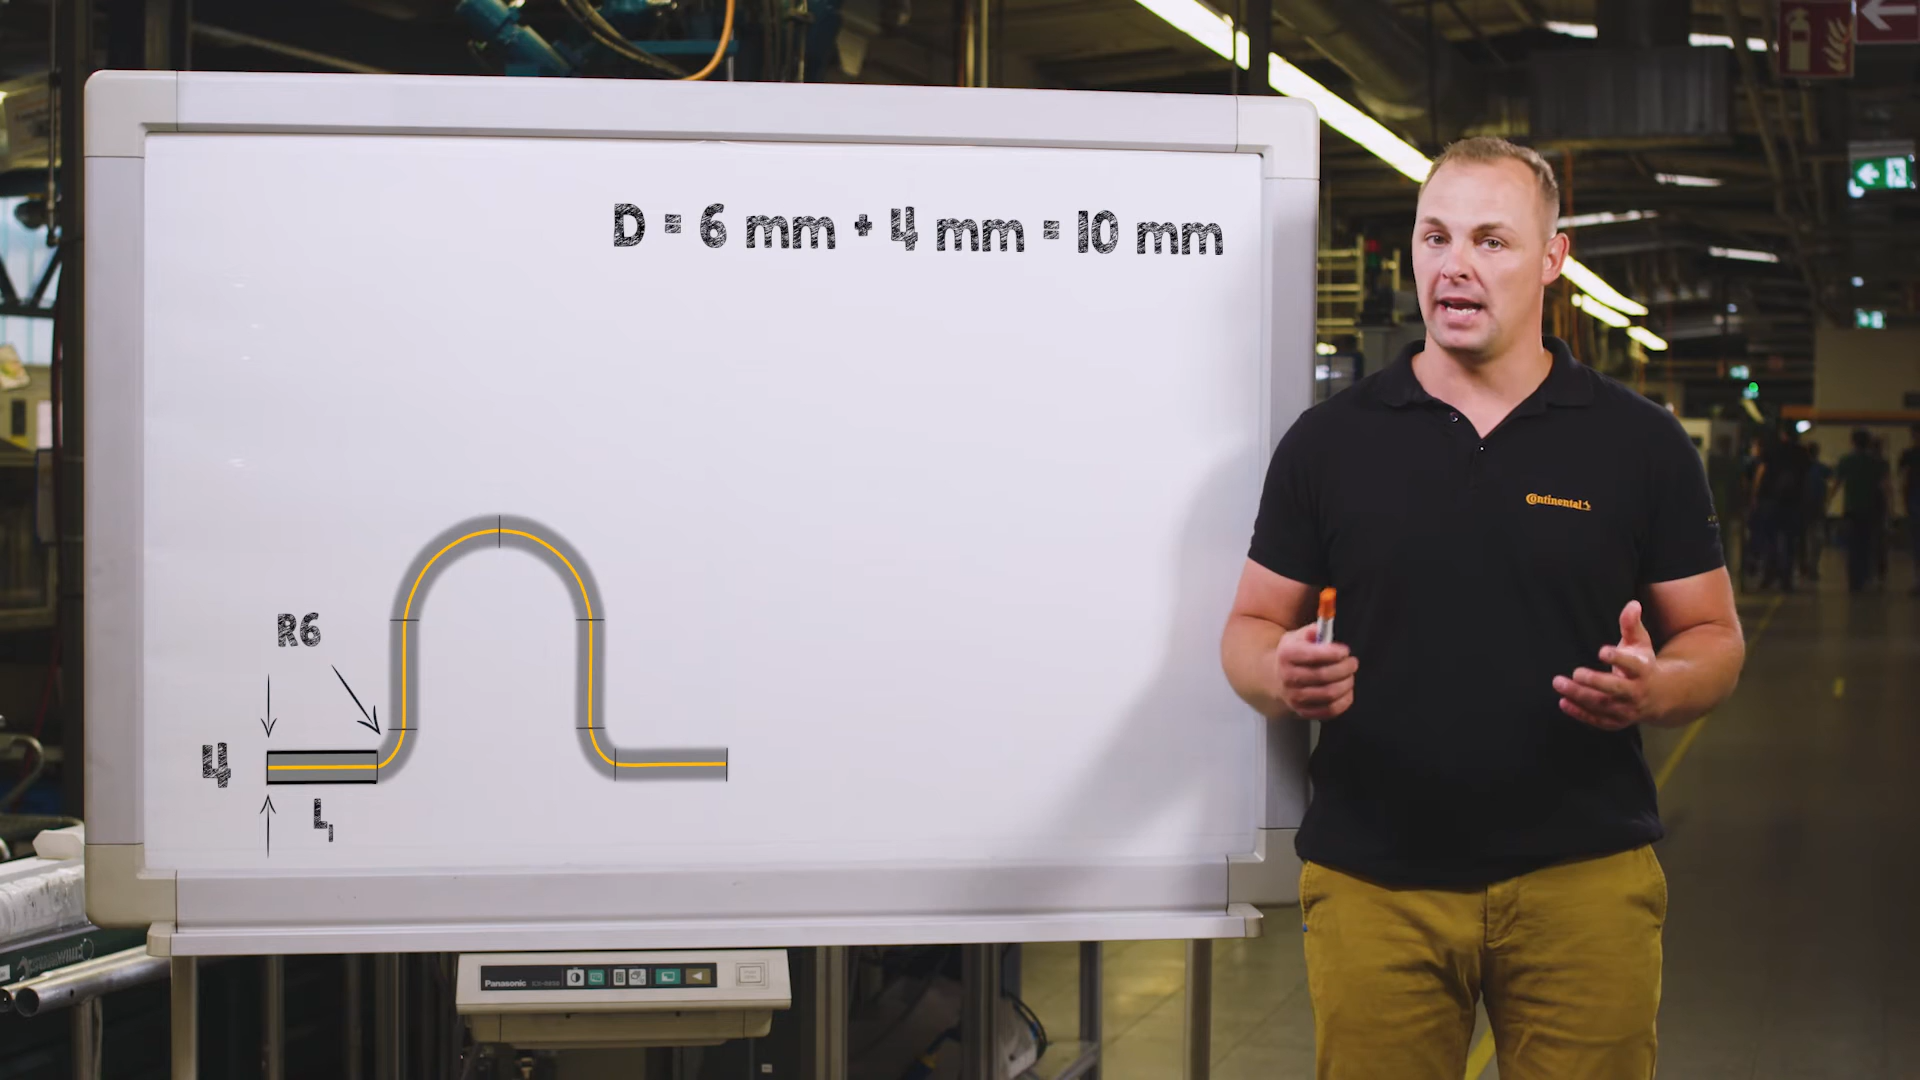 D = 6 mm + 4 mm = 10 mm
R6
4
L₁
Continental
Panasonic